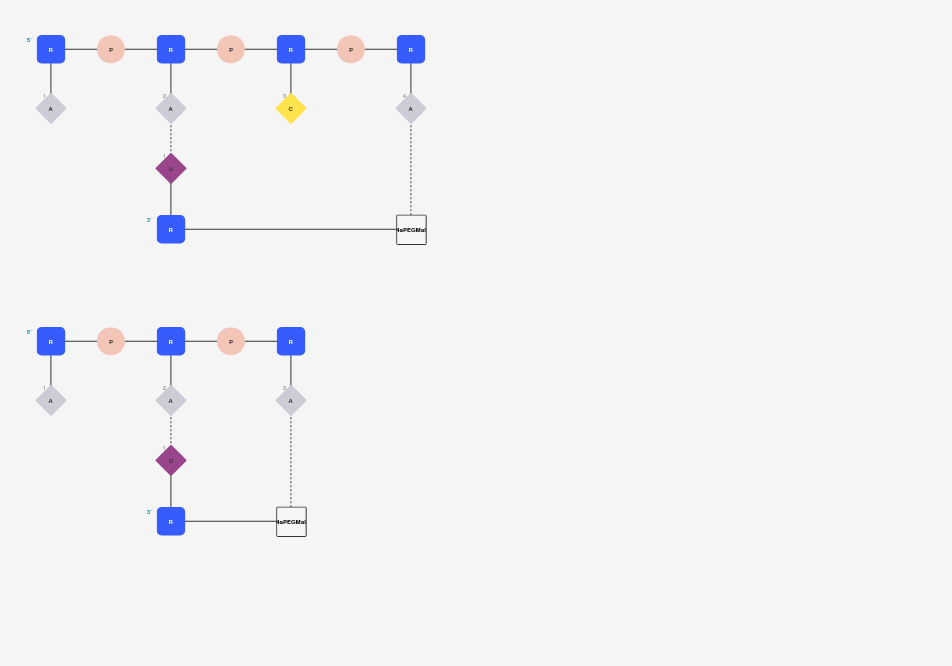 5'
R P R P R P R
1 2 3 4
A A C A
1
U
3'
R 4aPEGMal
5'
R P R P R
1 2 3
A A A
1
U
3'
R 4aPEGMal